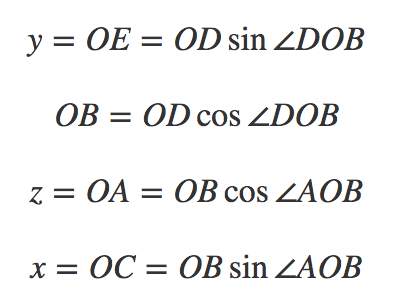 y = OE = OD sin ∠DOB
OB = OD cos ∠DOB
z = OA = OB cos ∠AOB
x = OC = OB sin ∠AOB